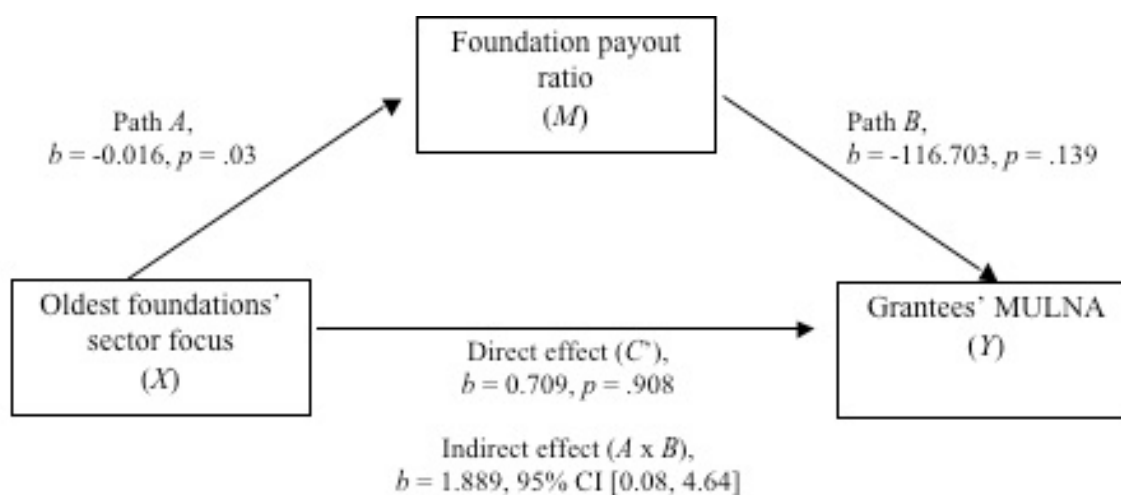 Foundation payout
ratio
(M)
Path A,
b = -0.016, p = .03
Path B,
b = -116.703, p = .139
Oldest foundations’
sector focus
(X)
Grantees’ MULNA
(Y)
Direct effect (C’),
b = 0.709, p = .908
Indirect effect (A x B),
b = 1.889, 95% CI [0.08, 4.64]